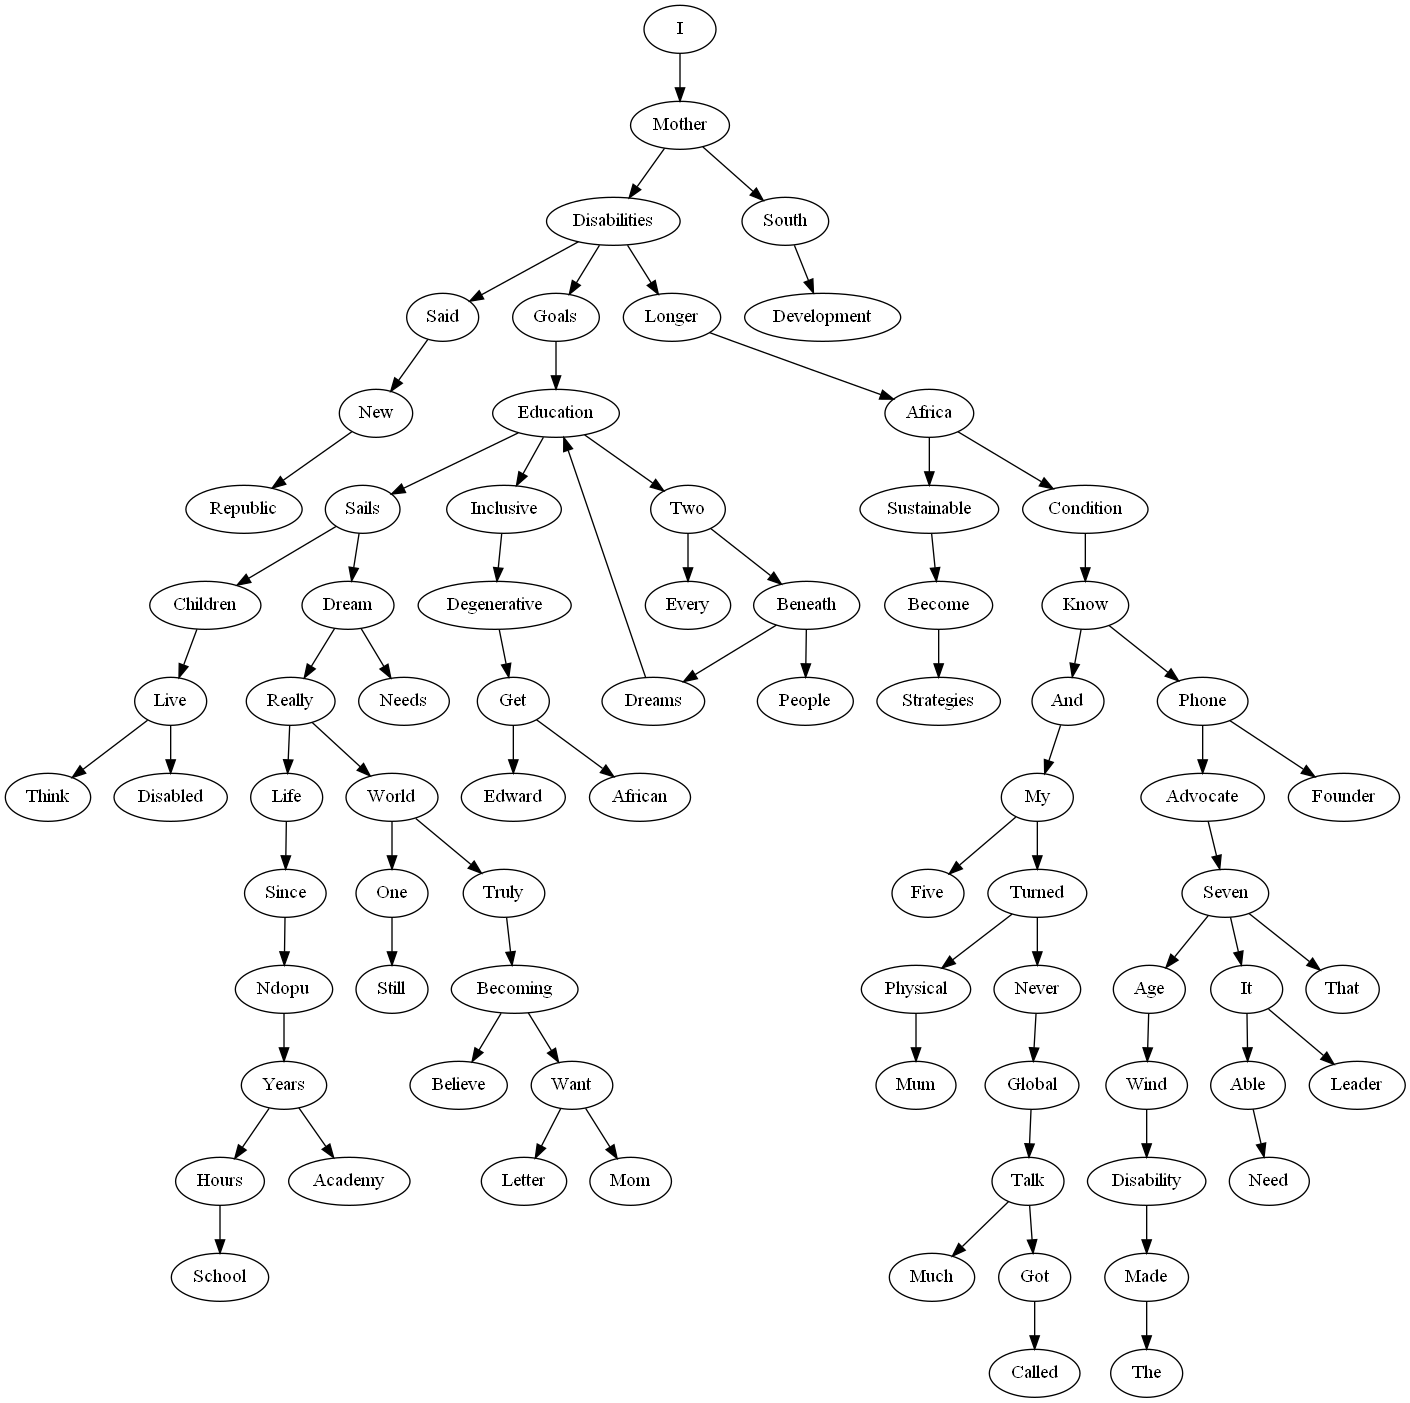 I
Mother
Disabilities
South
Said
Goals
Longer
Development
New
Education
Africa
Republic
Sails
Inclusive
Two
Sustainable
Condition
Children
Dream
Degenerative
Every
Beneath
Become
Know
Live
Really
Needs
Get
Dreams
People
Strategies
And
Phone
Think
Disabled
Life
World
Edward
African
My
Advocate
Founder
Since
One
Truly
Five
Turned
Seven
Ndopu
Still
Becoming
Physical
Never
Age
It
That
Years
Believe
Want
Mum
Global
Wind
Able
Leader
Hours
Academy
Letter
Mom
Talk
Disability
Need
School
Much
Got
Made
Called
The